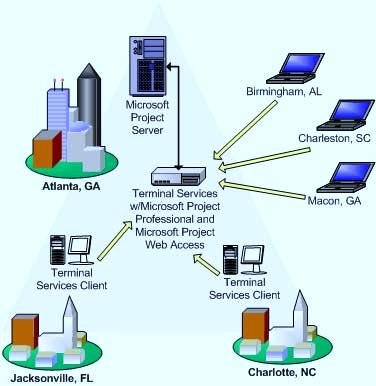 Microsoft
Project
Server
Birmingham, AL
Charleston, SC
Atlanta, GA
Macon, GA
Terminal Services
w/Microsoft Project
Professional and
Microsoft Project
Web Access
Terminal
Services Client
Terminal
Services Client
Jacksonville, FL
Charlotte, NC